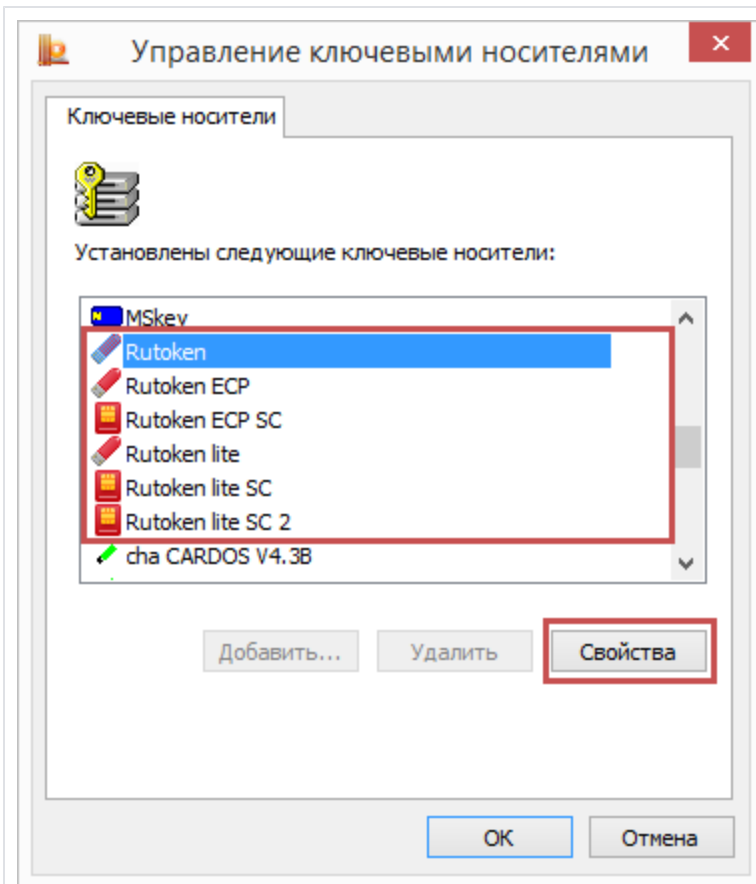 Управление ключевыми носителями
Ключевые носители
Установлены следующие ключевые носители:
MSkey
Rutoken
Rutoken ECP
Rutoken ECP SC
Rutoken lite
Rutoken lite SC
Rutoken lite SC 2
cha CARDOS V4.3B
Добавить... Удалить Свойства
ОК Отмена